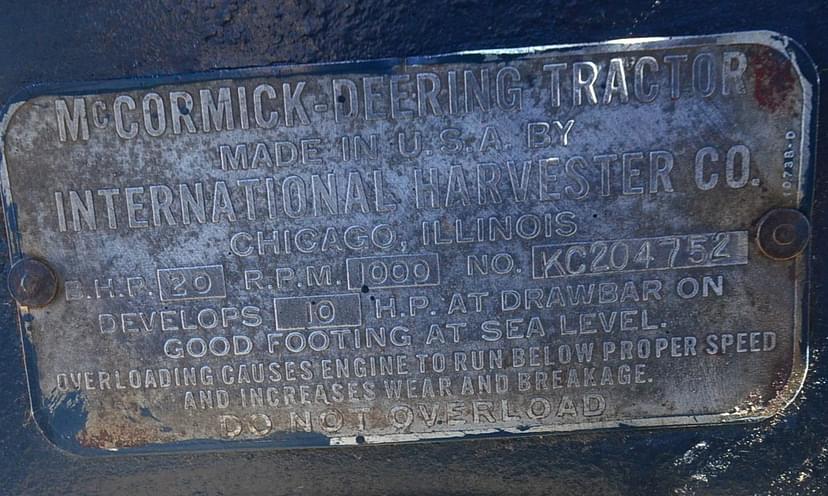 McCORMICK-DEERING TRACTOR
MADE IN U.S.A. BY
INTERNATIONAL HARVESTER CO.
CHICAGO, ILLINOIS
B.H.P. 20 R.P.M. 1000 NO. KC204752
DEVELOPS 10 H.P. AT DRAWBAR ON
GOOD FOOTING AT SEA LEVEL.
OVERLOADING CAUSES ENGINE TO RUN BELOW PROPER SPEED
AND INCREASES WEAR AND BREAKAGE.
DO NOT OVERLOAD